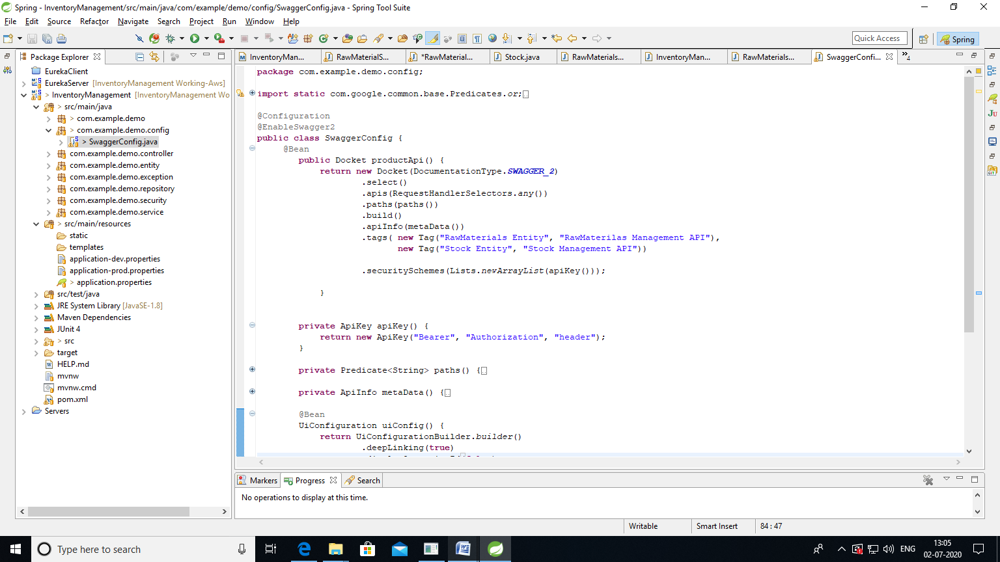 Spring - InventoryManagement/src/main/java/com/example/demo/config/SwaggerConfig.java - Spring Tool Suite
File Edit Source Refactor Navigate Search Project Run Window Help
Quick Access
Spring
Package Explorer
EurekaClient
EurekaServer [InventoryManagement Working-Aws]
> InventoryManagement [InventoryManagement Wo
> src/main/java
> com.example.demo
> com.example.demo.config
> SwaggerConfig.java
com.example.demo.controller
com.example.demo.entity
com.example.demo.exception
com.example.demo.repository
com.example.demo.security
com.example.demo.service
> src/main/resources
static
templates
application-dev.properties
application-prod.properties
> application.properties
src/test/java
JRE System Library [JavaSE-1.8]
Maven Dependencies
JUnit 4
> src
target
HELP.md
mvnw
mvnw.cmd
pom.xml
Servers
InventoryMan...
RawMaterialS...
*RawMaterial...
Stock.java
RawMaterials...
InventoryMan...
RawMaterials...
SwaggerConfi...
»4
package com.example.demo.config;
import static com.google.common.base.Predicates.or;
@Configuration
@EnableSwagger2
public class SwaggerConfig {
@Bean
public Docket productApi() {
return new Docket(DocumentationType.SWAGGER_2)
.select()
.apis(RequestHandlerSelectors.any())
.paths(paths())
.build()
.apiInfo(metaData())
.tags( new Tag("RawMaterials Entity", "RawMaterilas Management API"),
new Tag("Stock Entity", "Stock Management API"))
.securitySchemes(Lists.newArrayList(apiKey()));
}
private ApiKey apiKey() {
return new ApiKey("Bearer", "Authorization", "header");
}
private Predicate<String> paths() {
private ApiInfo metaData() {
@Bean
UiConfiguration uiConfig() {
return UiConfigurationBuilder.builder()
.deepLinking(true)
Markers
Progress
Search
No operations to display at this time.
Writable
Smart Insert
84 : 47
Type here to search
ENG
13:05
02-07-2020